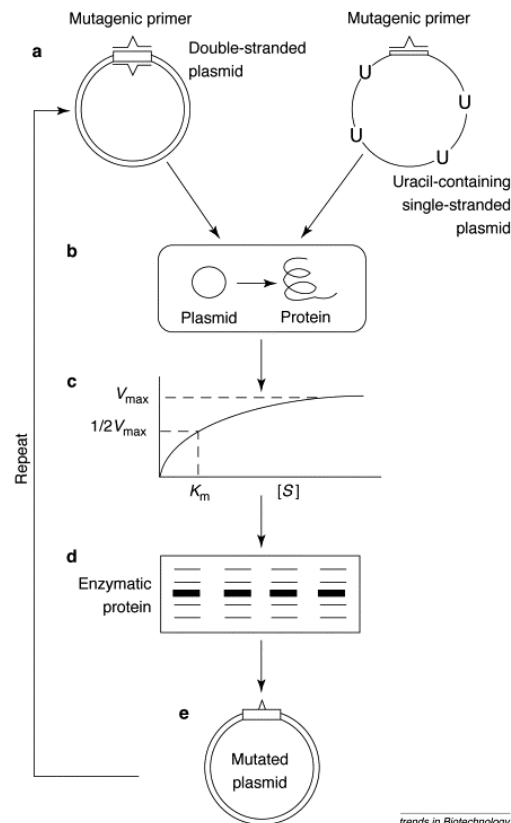 Mutagenic primer
Mutagenic primer
a
Double-stranded
plasmid
U
U
U
U
Uracil-containing
single-stranded
plasmid
b
Plasmid
Protein
c
Vmax
1/2Vmax
Km
[S]
Repeat
d
Enzymatic
protein
e
Mutated
plasmid
trends in Biotechnology